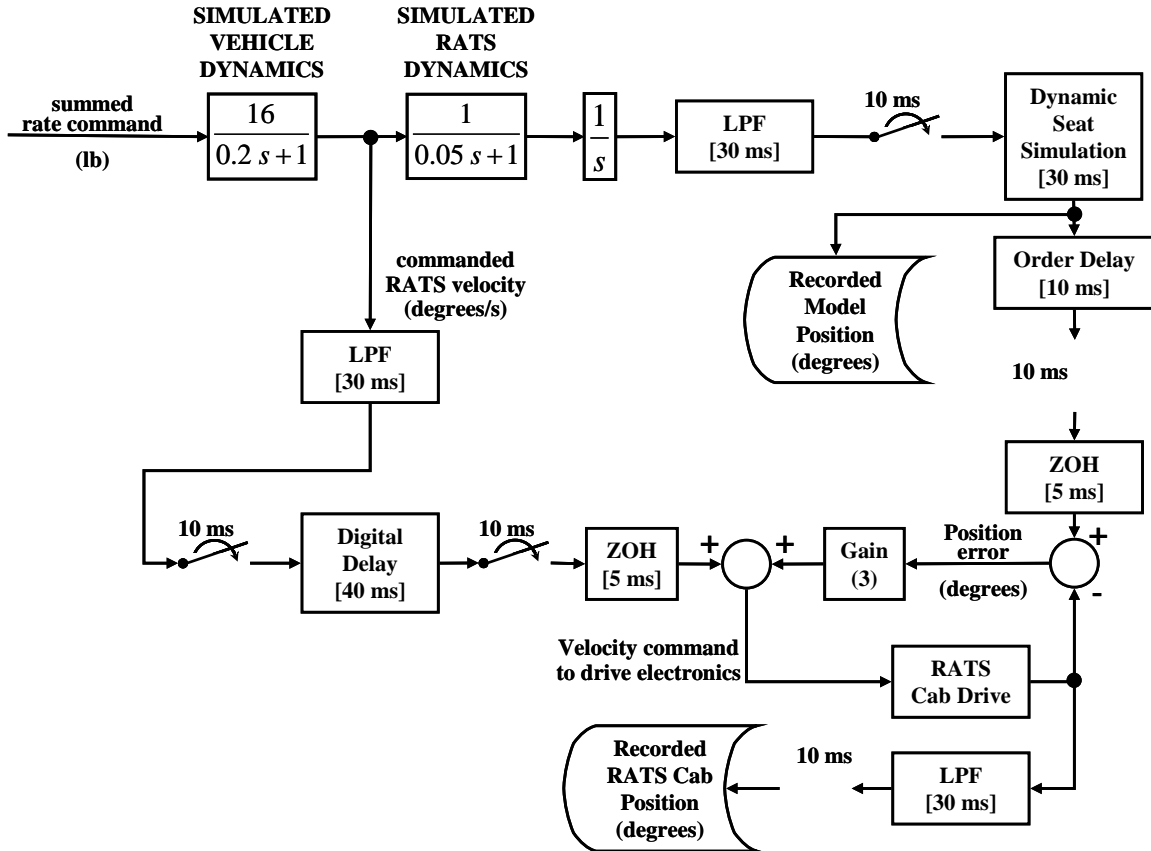 SIMULATED
VEHICLE
DYNAMICS
SIMULATED
RATS
DYNAMICS
summed
rate command
(lb)
16
0.2 s+1
1
0.05 s+1
1
s
LPF
[30 ms]
10 ms
Dynamic
Seat
Simulation
[30 ms]
commanded
RATS velocity
(degrees/s)
Recorded
Model
Position
(degrees)
Order Delay
[10 ms]
10 ms
LPF
[30 ms]
ZOH
[5 ms]
10 ms
Digital
Delay
[40 ms]
10 ms
ZOH
[5 ms]
+
+
Gain
(3)
Position
error
(degrees)
+
-
Velocity command
to drive electronics
RATS
Cab Drive
Recorded
RATS Cab
Position
(degrees)
10 ms
LPF
[30 ms]